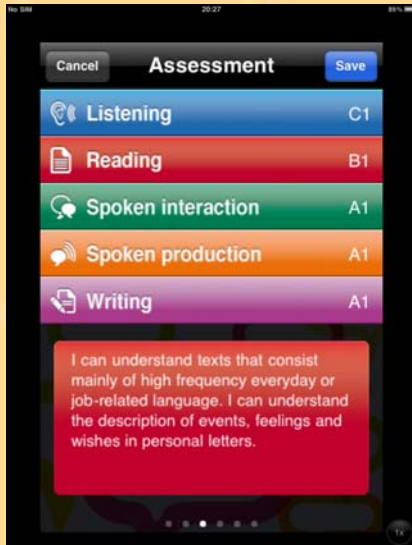 No SIM 20:27 89%
Cancel Assessment Save
Listening C1
Reading B1
Spoken interaction A1
Spoken production A1
Writing A1
I can understand texts that consist
mainly of high frequency everyday or
job-related language. I can understand
the description of events, feelings and
wishes in personal letters.
1x